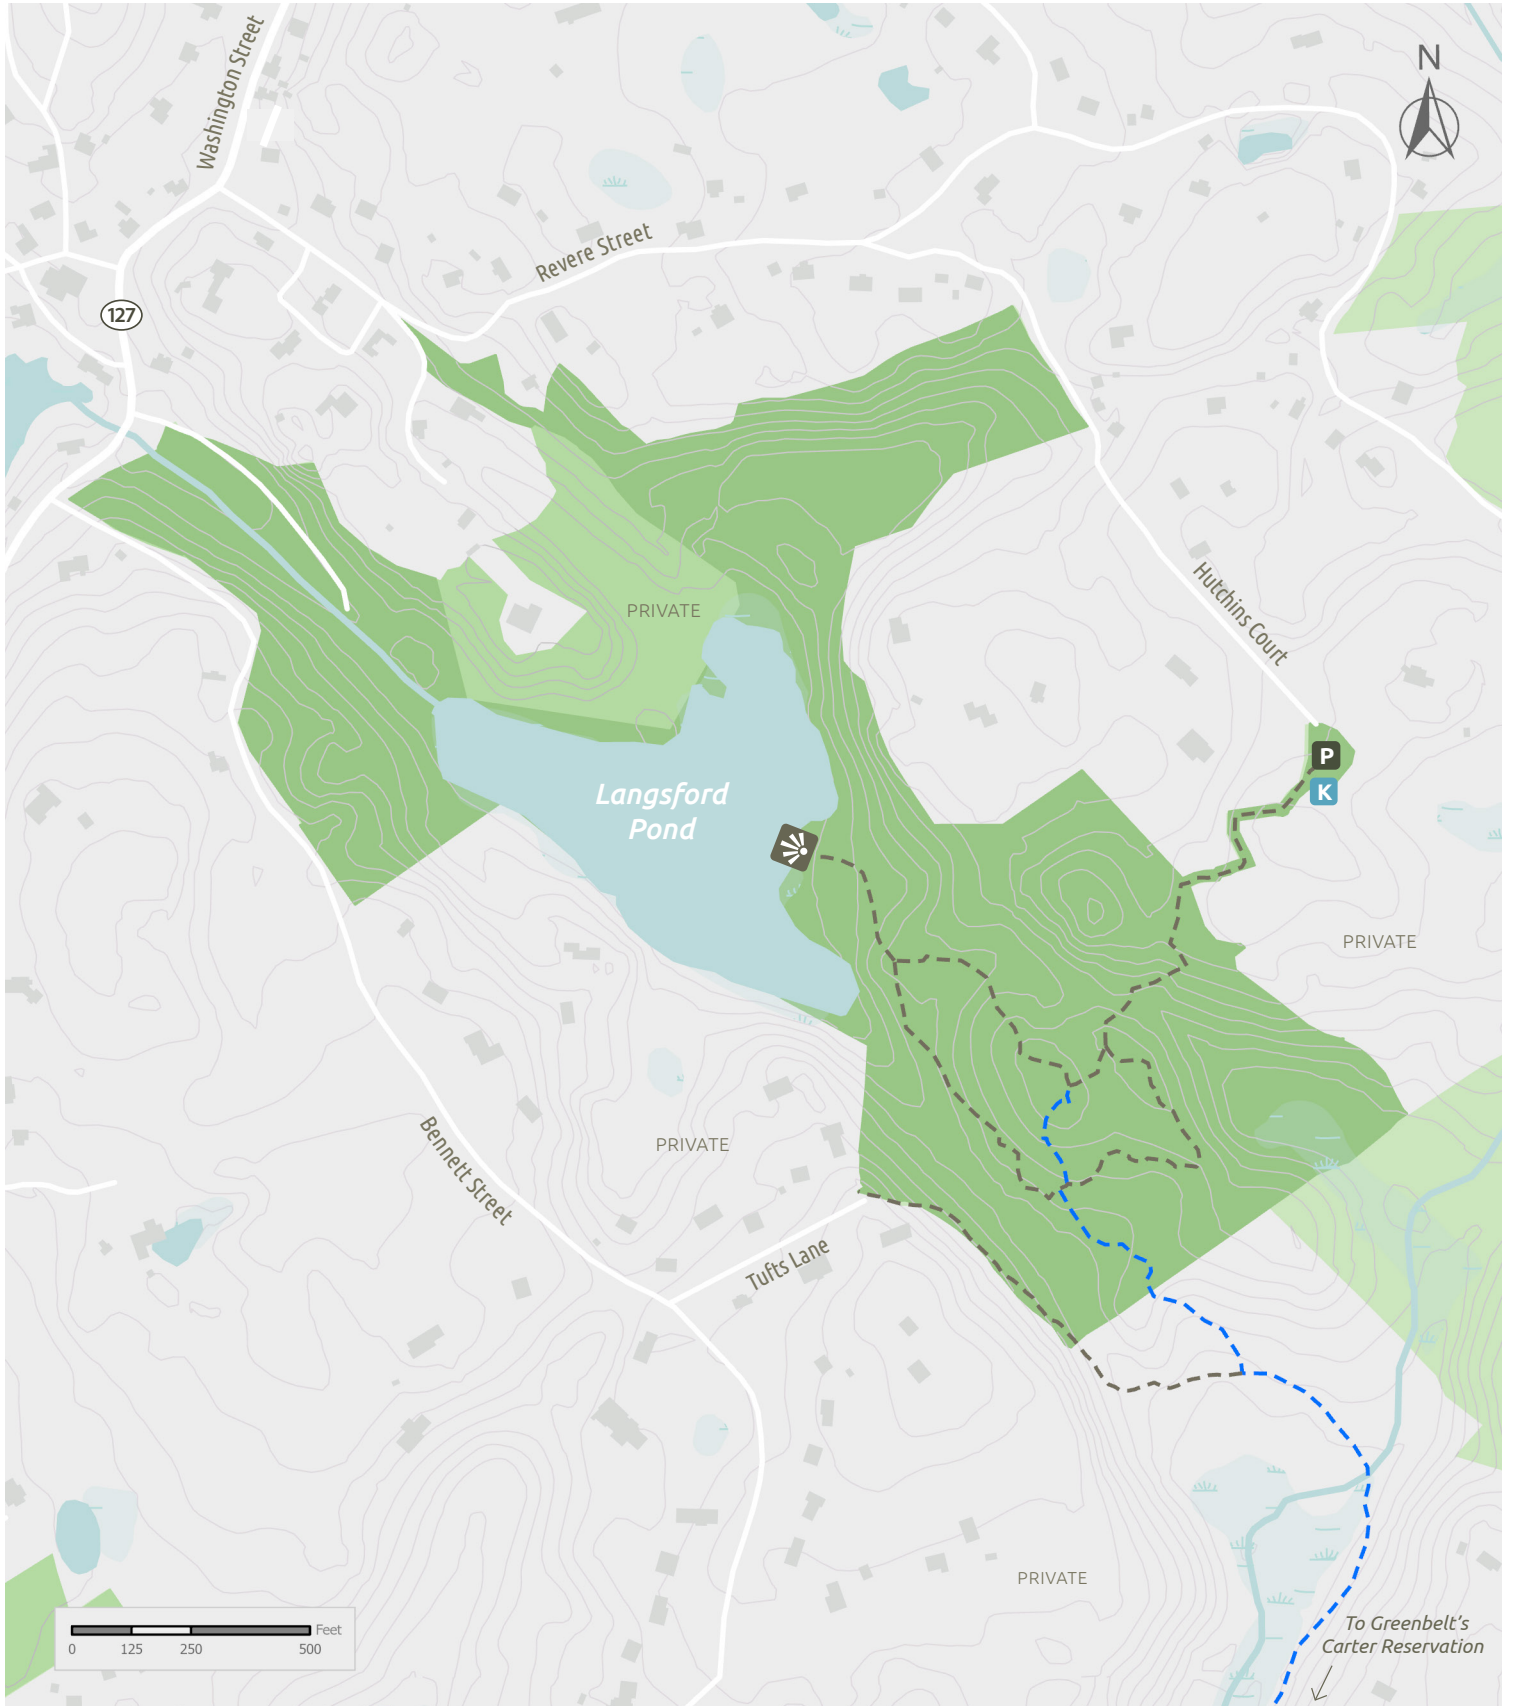 N
Washington Street
Revere Street
127
Hutchins Court
PRIVATE
P
K
Langsford
Pond
PRIVATE
PRIVATE
Bennett Street
Tufts Lane
PRIVATE
To Greenbelt’s
Carter Reservation
Feet
0 125 250 500